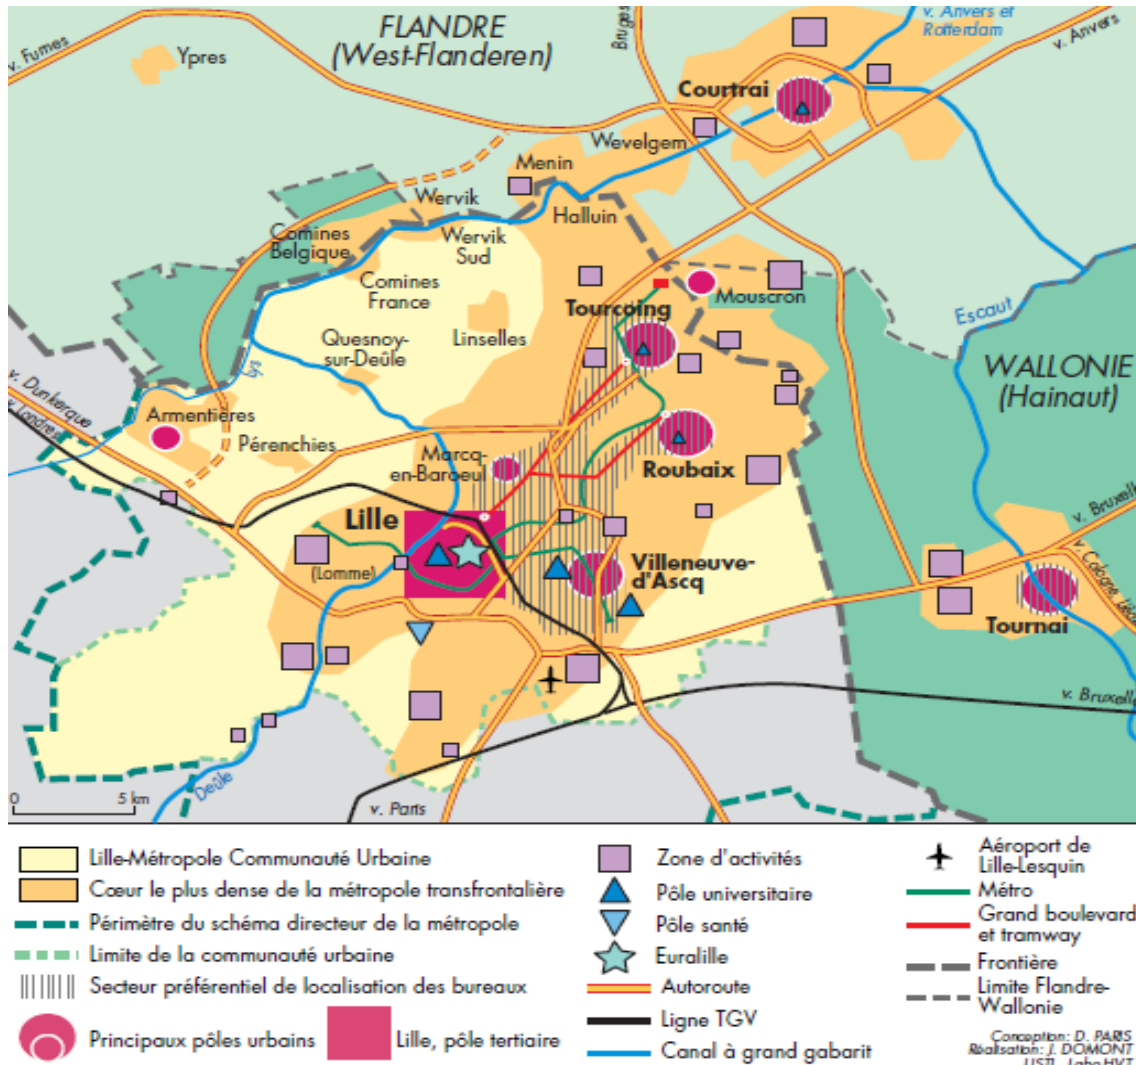 FLANDRE
(West-Flanderen)
v. Furnes
Ypres
Bruges
v. Anvers et
Rotterdam
v. Anvers
Courtrai
Wevelgem
Menin
Wervik
Halluin
Comines
Belgique
Wervik
Sud
Comines
France
Tourcoing
Mouscron
Linselles
Quesnoy-
sur-Deûle
Escaut
WALLONIE
(Hainaut)
Lys
v. Dunkerque
v. Londres
Armentières
Pérenchies
Marcq-
en-Baroeul
Roubaix
Lille
(Lomme)
Villeneuve-
d'Ascq
v. Bruxelle
v. Cologne,
Tournai
v. Bruxelle
Deûle
0 5 km
v. Paris
Lille-Métropole Communauté Urbaine
Cœur le plus dense de la métropole transfrontalière
Périmètre du schéma directeur de la métropole
Limite de la communauté urbaine
Secteur préférentiel de localisation des bureaux
Principaux pôles urbains
Lille, pôle tertiaire
Zone d'activités
Pôle universitaire
Pôle santé
Euralille
Autoroute
Ligne TGV
Canal à grand gabarit
Aéroport de
Lille-Lesquin
Métro
Grand boulevard
et tramway
Frontière
Limite Flandre-
Wallonie
Conception: D. PARIS
Réalisation: J. DOMONT